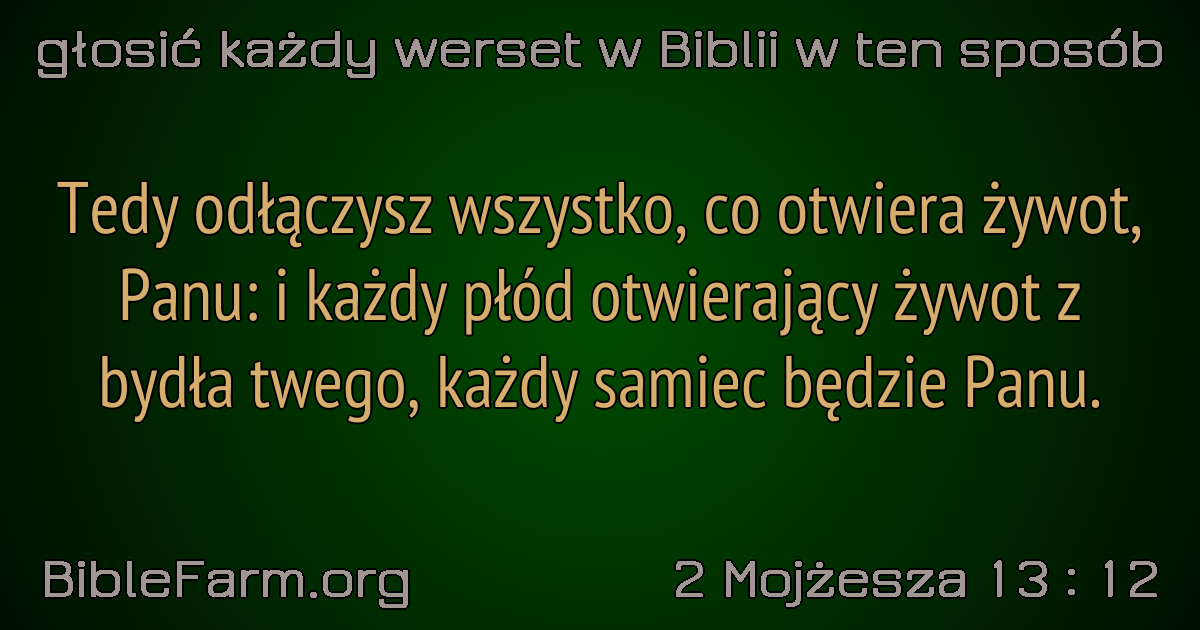 głosić każdy werset w Biblii w ten sposób
Tedy odłączysz wszystko, co otwiera żywot,
Panu: i każdy płód otwierający żywot z
bydła twego, każdy samiec będzie Panu.
BibleFarm.org
2 Mojżesza 13 : 12